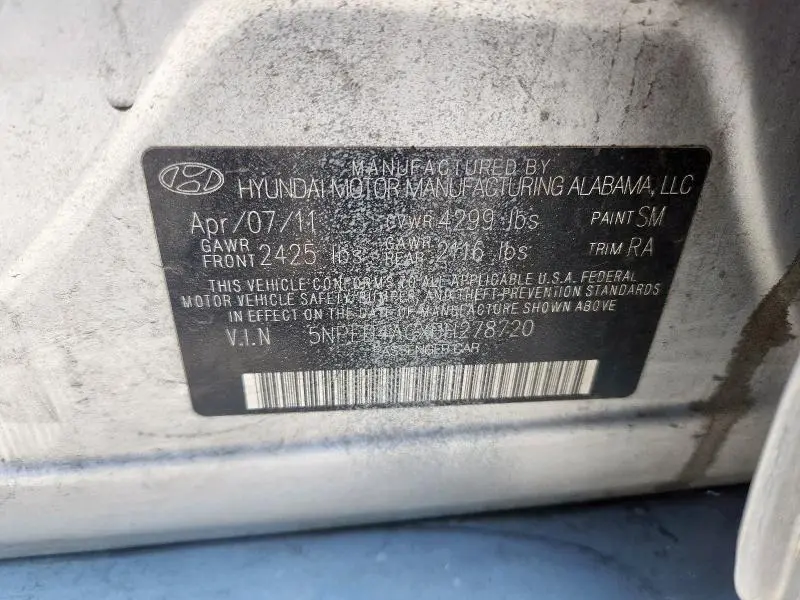 MANUFACTURED BY
HYUNDAI MOTOR MANUFACTURING ALABAMA, LLC
Apr/07/11 GVWR 4299 lbs PAINT SM
GAWR FRONT 2425 lbs GAWR REAR 2116 lbs TRIM RA
THIS VEHICLE CONFORMS TO ALL APPLICABLE U.S.A. FEDERAL
MOTOR VEHICLE SAFETY, BUMPER, AND THEFT PREVENTION STANDARDS
IN EFFECT ON THE DATE OF MANUFACTURE SHOWN ABOVE
V.I.N
PASSENGER CAR